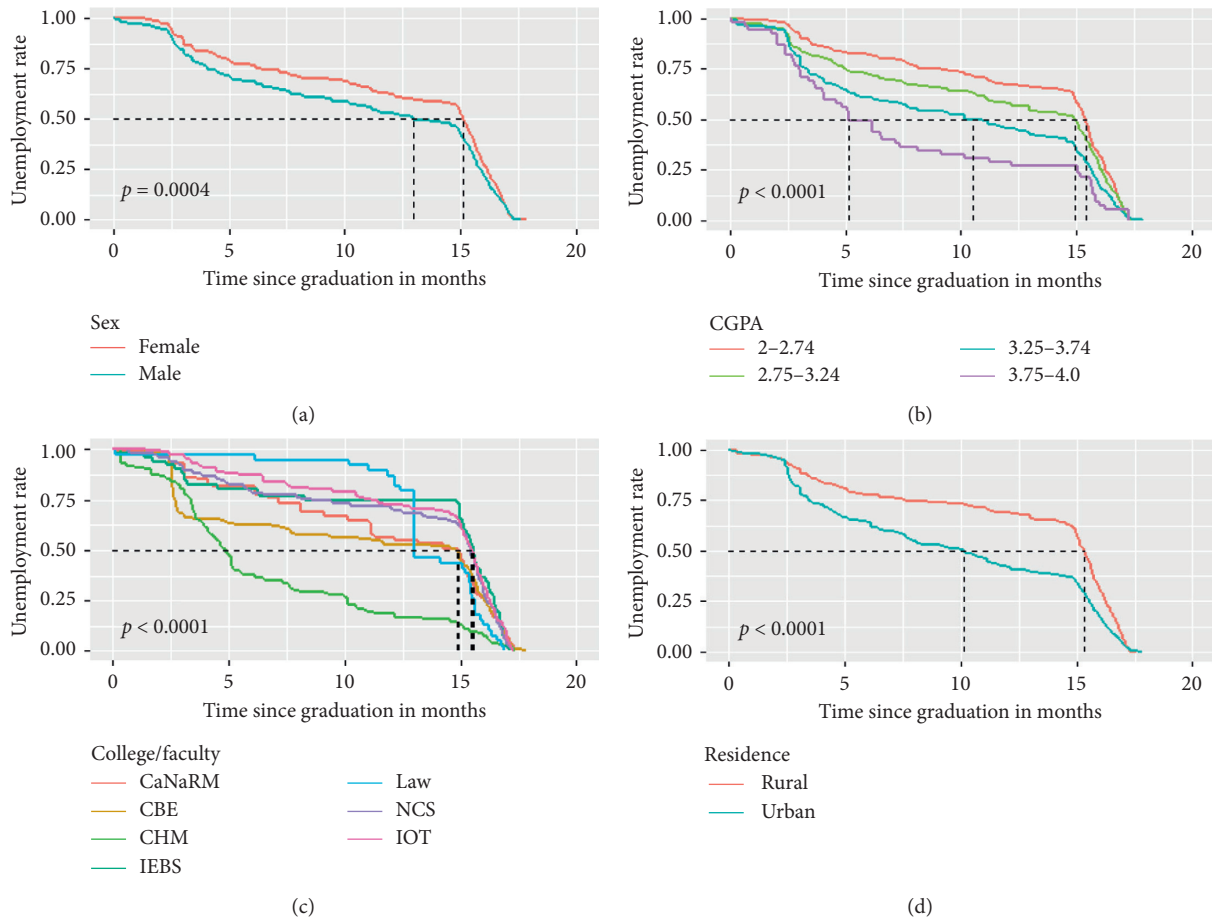 Unemployment rate
1.00
0.75
0.50
0.25
0.00
p = 0.0004
0 5 10 15 20
Time since graduation in months
Sex
Female
Male
(a)
Unemployment rate
1.00
0.75
0.50
0.25
0.00
p < 0.0001
0 5 10 15 20
Time since graduation in months
CGPA
2–2.74 3.25–3.74
2.75–3.24 3.75–4.0
(b)
Unemployment rate
1.00
0.75
0.50
0.25
0.00
p < 0.0001
0 5 10 15 20
Time since graduation in months
College/faculty
CaNaRM Law
CBE NCS
CHM IOT
IEBS
(c)
Unemployment rate
1.00
0.75
0.50
0.25
0.00
p < 0.0001
0 5 10 15 20
Time since graduation in months
Residence
Rural
Urban
(d)